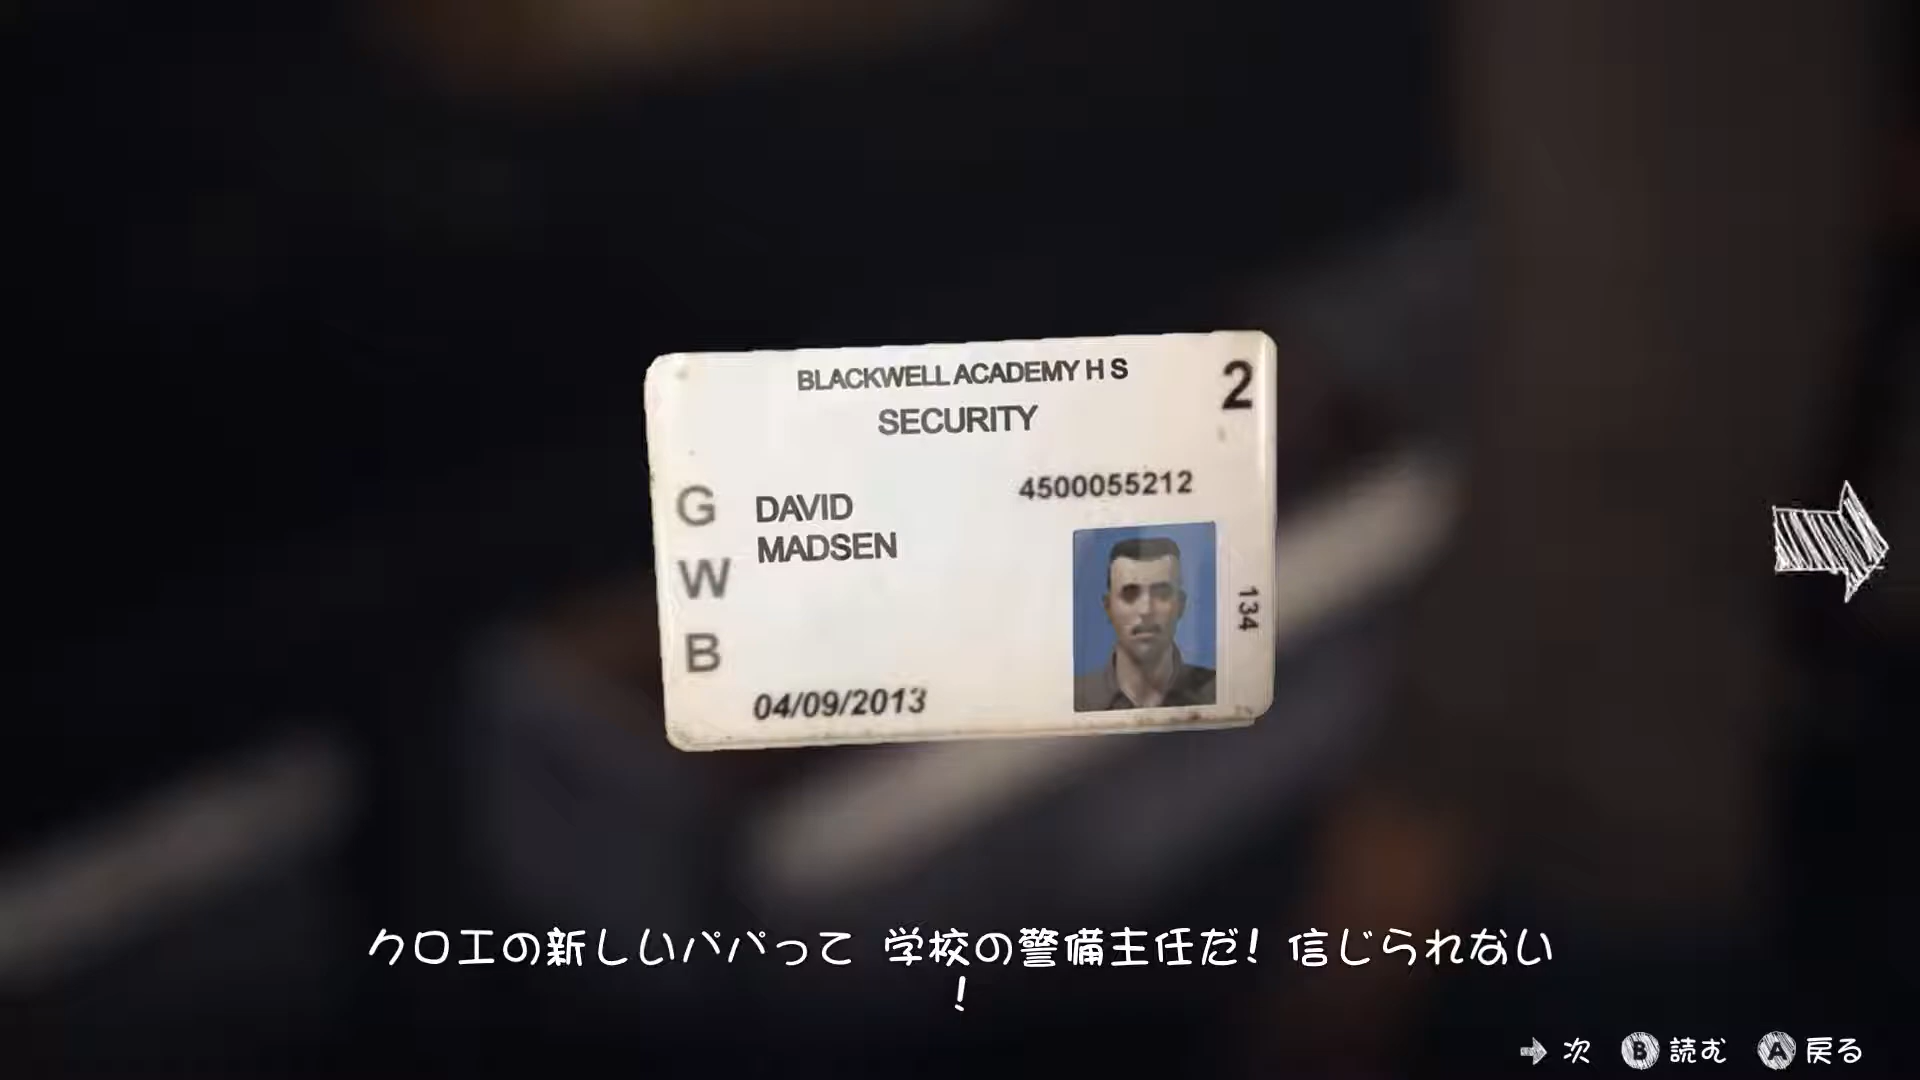 BLACKWELL ACADEMY H S
2
SECURITY
4500055212
G
DAVID
MADSEN
W
B
134
04/09/2013
クロエの新しいパパって 学校の警備主任だ! 信じられない
!
次 B 読む A 戻る